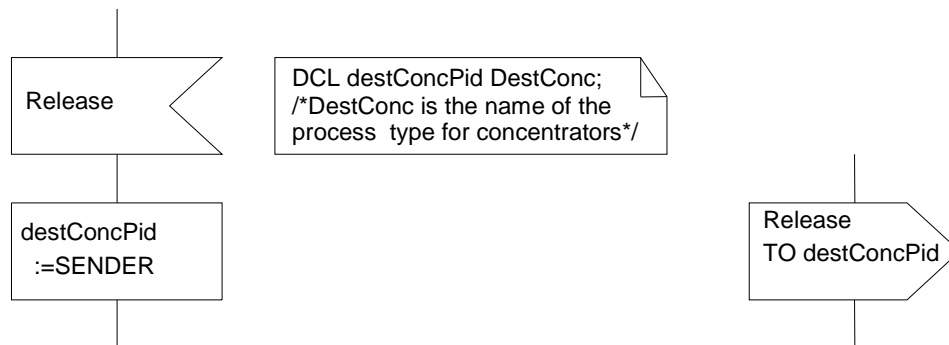 Release
DCL destConcPid DestConc;
/*DestConc is the name of the
process  type for concentrators*/
destConcPid
:=SENDER
Release
TO destConcPid